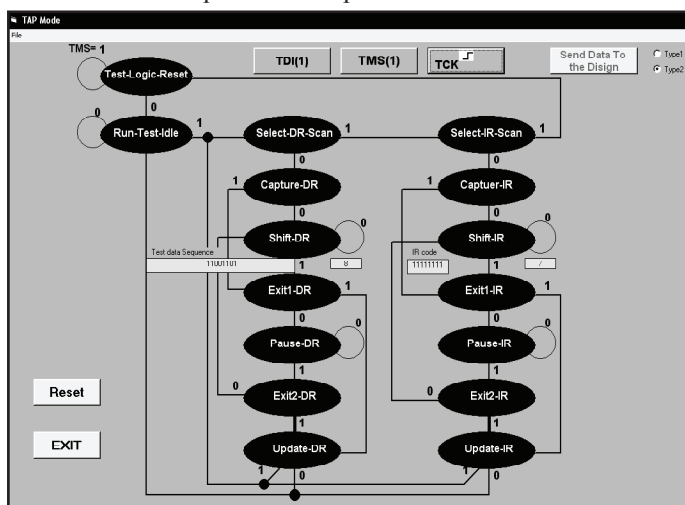 TAP Mode
File
TMS= 1
Test-Logic-Reset
TDI(1)
TMS(1)
TCK
Send Data To
the Disign
Type1
Type2
0
0
Run-Test-Idle
1
Select-DR-Scan
1
Select-IR-Scan
1
0
0
1
Capture-DR
1
Captuer-IR
0
0
0
0
Shift-DR
Shift-IR
Test data Sequence
11001101
8
1
IR code
11111111
7
1
Exit1-DR
1
Exit1-IR
1
0
0
0
0
Pause-DR
Pause-IR
1
1
Reset
0
Exit2-DR
0
Exit2-IR
1
1
EXIT
Update-DR
Update-IR
1
0
1
0